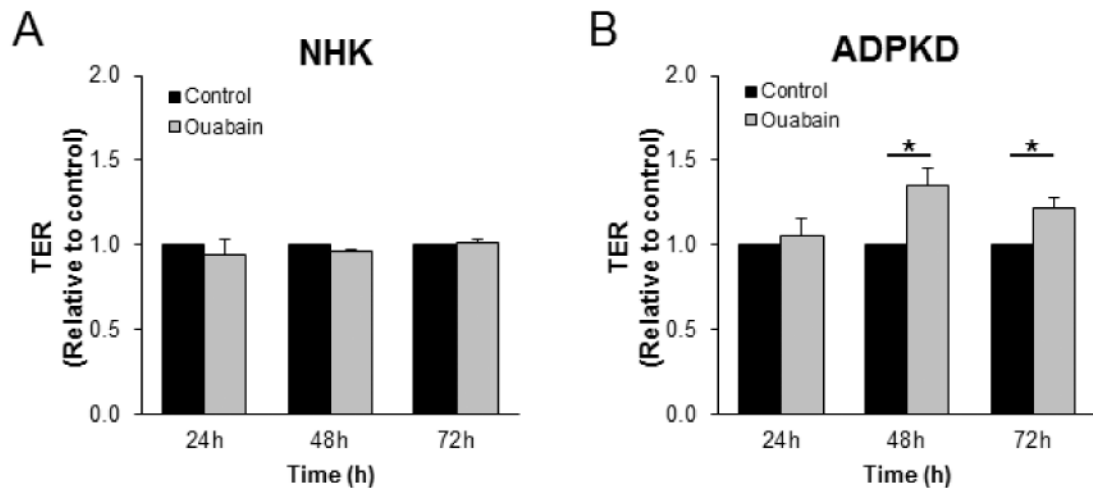 A
NHK
2.0
1.5
1.0
0.5
0.0
TER
(Relative to control)
Control
Ouabain
24h
48h
72h
Time (h)
B
ADPKD
2.0
1.5
1.0
0.5
0.0
TER
(Relative to control)
Control
Ouabain
*
*
24h
48h
72h
Time (h)